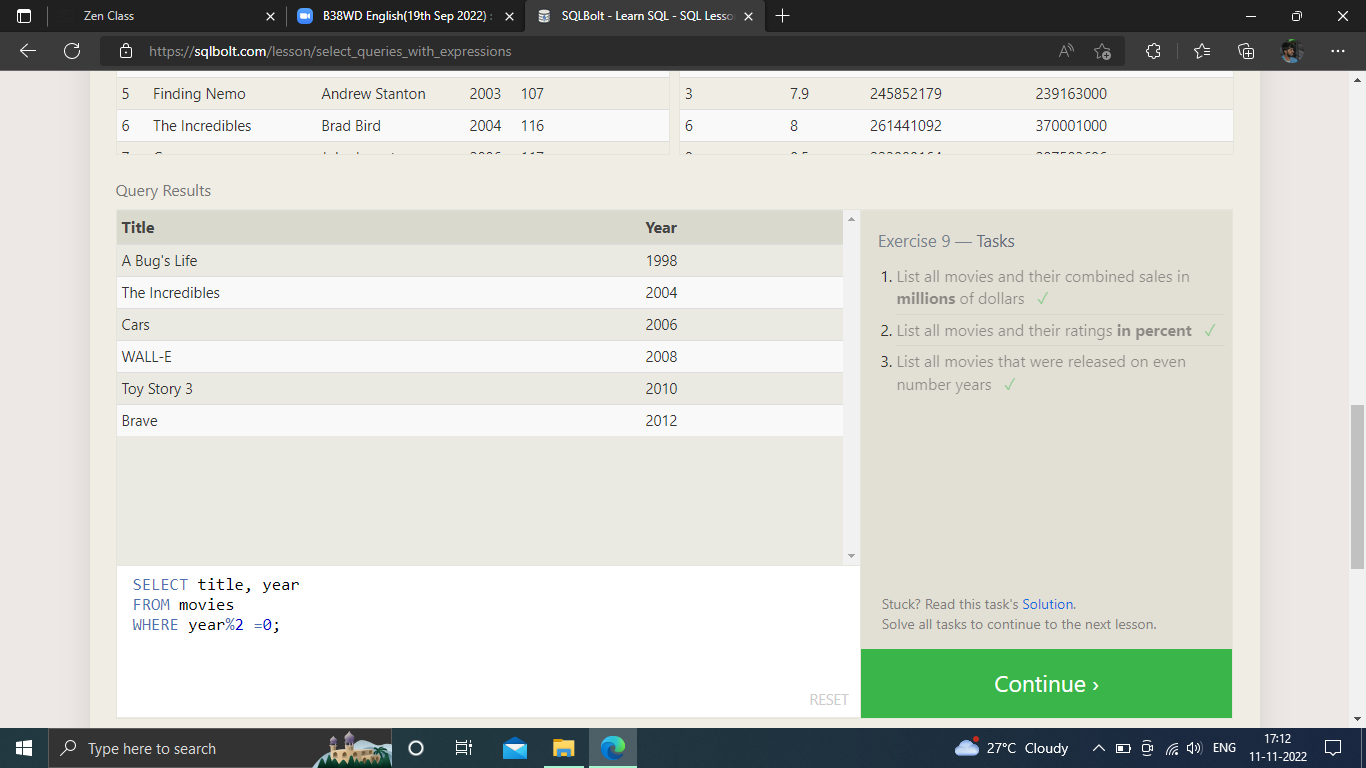 Zen Class
B38WD English(19th Sep 2022) :
SQLBolt - Learn SQL - SQL Lesso
https://sqlbolt.com/lesson/select_queries_with_expressions
5 Finding Nemo Andrew Stanton 2003 107
3 7.9 245852179 239163000
6 The Incredibles Brad Bird 2004 116
6 8 261441092 370001000
Query Results
Title Year
A Bug's Life 1998
The Incredibles 2004
Cars 2006
WALL-E 2008
Toy Story 3 2010
Brave 2012
Exercise 9 — Tasks
1. List all movies and their combined sales in
millions of dollars ✓
2. List all movies and their ratings in percent ✓
3. List all movies that were released on even
number years ✓
SELECT title, year
FROM movies
WHERE year%2 =0;
RESET
Stuck? Read this task's Solution.
Solve all tasks to continue to the next lesson.
Continue ›
Type here to search
27°C Cloudy
ENG
17:12
11-11-2022